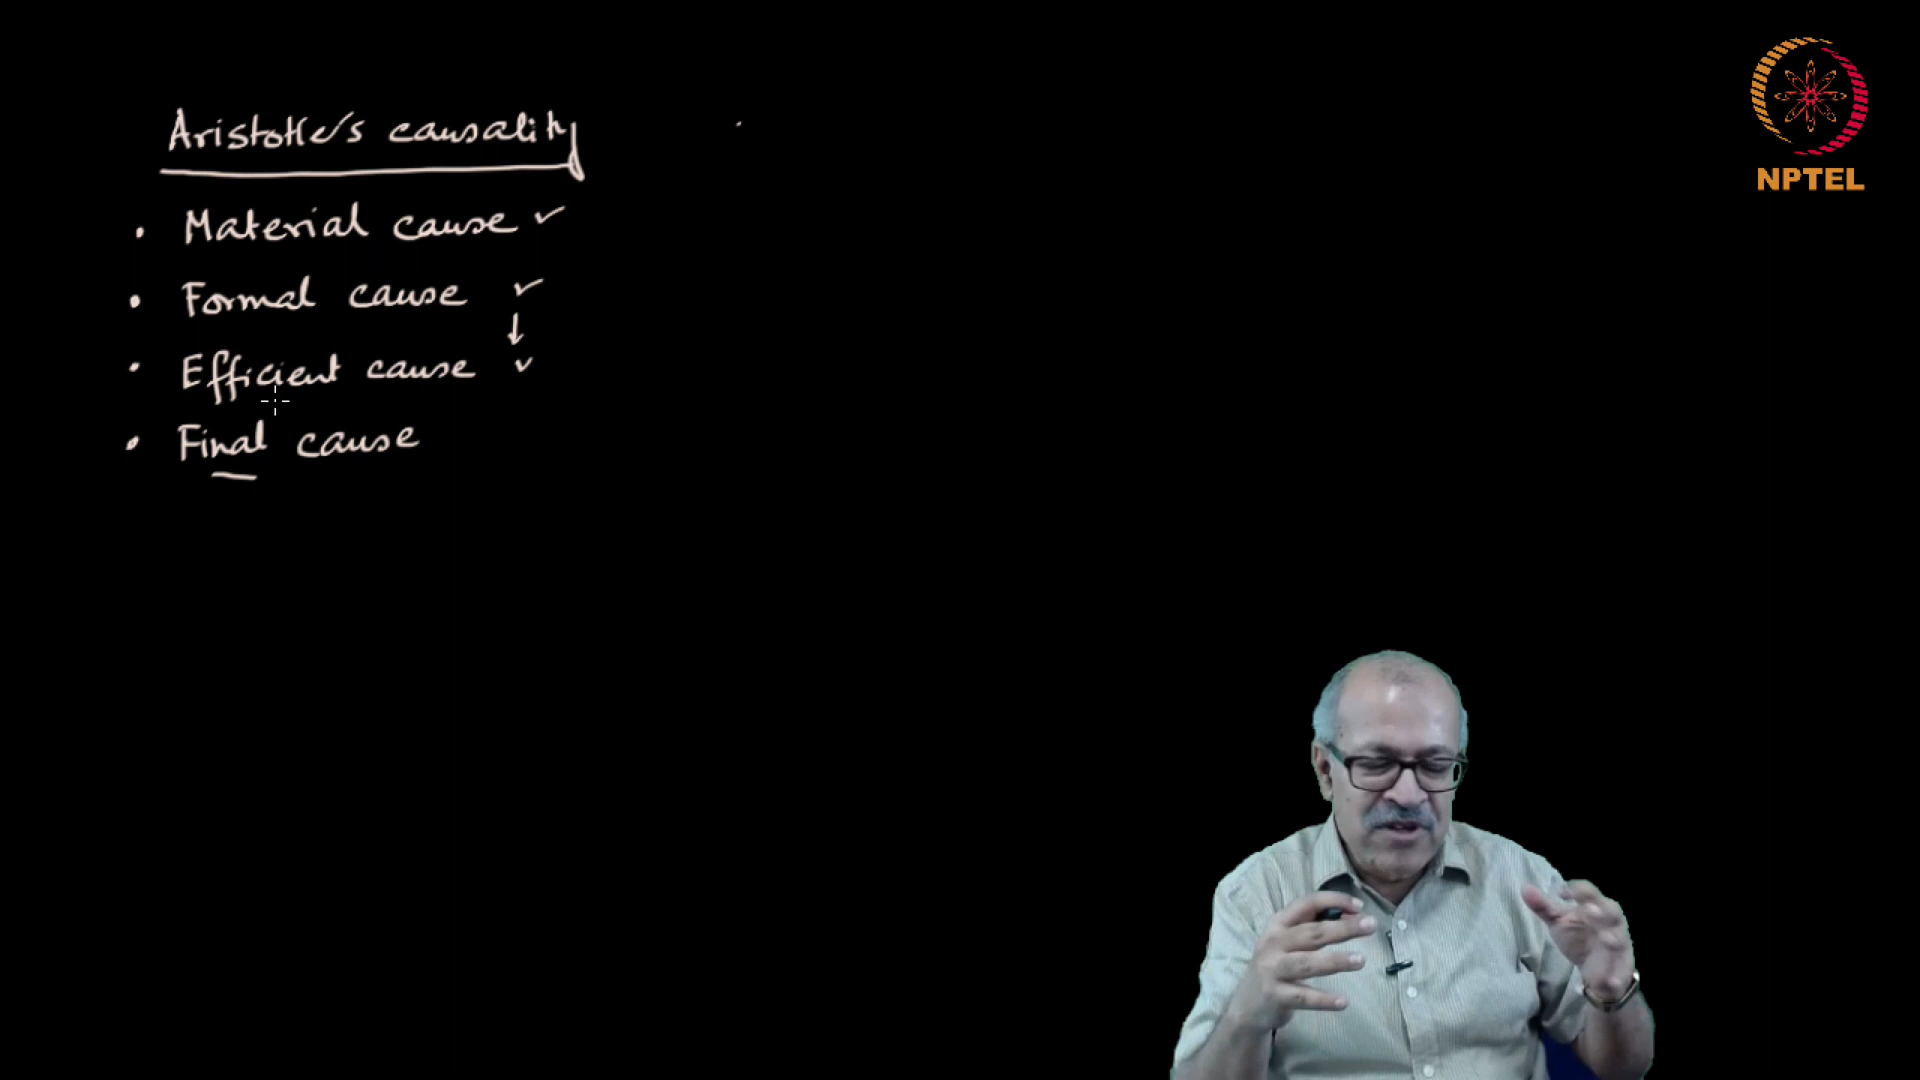 Aristotle's causality
• Material cause ✓
• Formal cause ✓
↓
• Efficient cause ✓
• Final cause
NPTEL